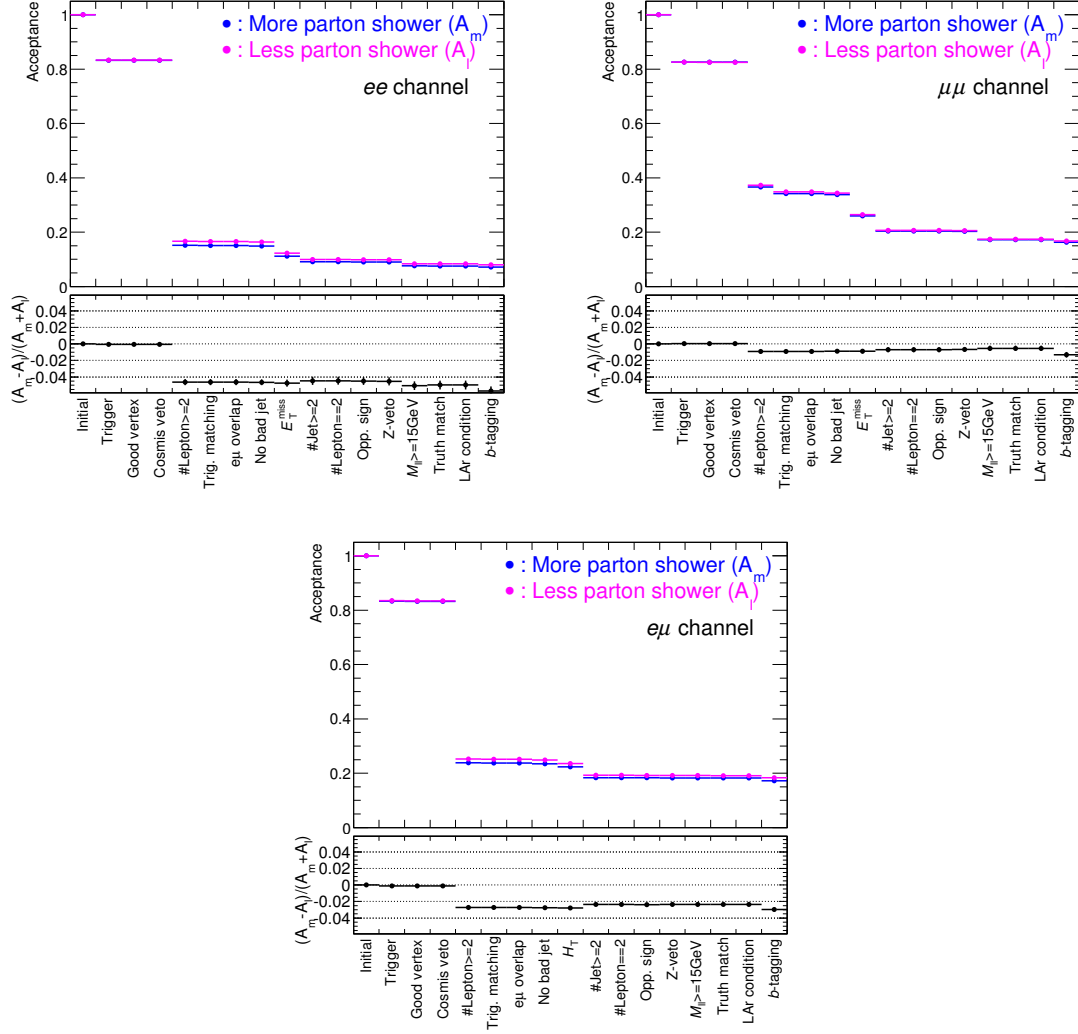 Acceptance
1
0.8
0.6
0.4
0.2
0
: More parton shower (A_m)
: Less parton shower (A_l)
ee channel
(A_m-A_l)/(A_m+A_l)
0.04
0.02
0
-0.02
-0.04
Initial
Trigger
Good vertex
Cosmis veto
#Lepton>=2
Trig. matching
eμ overlap
No bad jet
E_T^miss
#Jet>=2
#Lepton==2
Opp. sign
Z-veto
M_ll>=15GeV
Truth match
LAr condition
b-tagging
Acceptance
1
0.8
0.6
0.4
0.2
0
: More parton shower (A_m)
: Less parton shower (A_l)
μμ channel
(A_m-A_l)/(A_m+A_l)
0.04
0.02
0
-0.02
-0.04
Initial
Trigger
Good vertex
Cosmis veto
#Lepton>=2
Trig. matching
eμ overlap
No bad jet
E_T^miss
#Jet>=2
#Lepton==2
Opp. sign
Z-veto
M_ll>=15GeV
Truth match
LAr condition
b-tagging
Acceptance
1
0.8
0.6
0.4
0.2
0
: More parton shower (A_m)
: Less parton shower (A_l)
eμ channel
(A_m-A_l)/(A_m+A_l)
0.04
0.02
0
-0.02
-0.04
Initial
Trigger
Good vertex
Cosmis veto
#Lepton>=2
Trig. matching
eμ overlap
No bad jet
H_T
#Jet>=2
#Lepton==2
Opp. sign
Z-veto
M_ll>=15GeV
Truth match
LAr condition
b-tagging